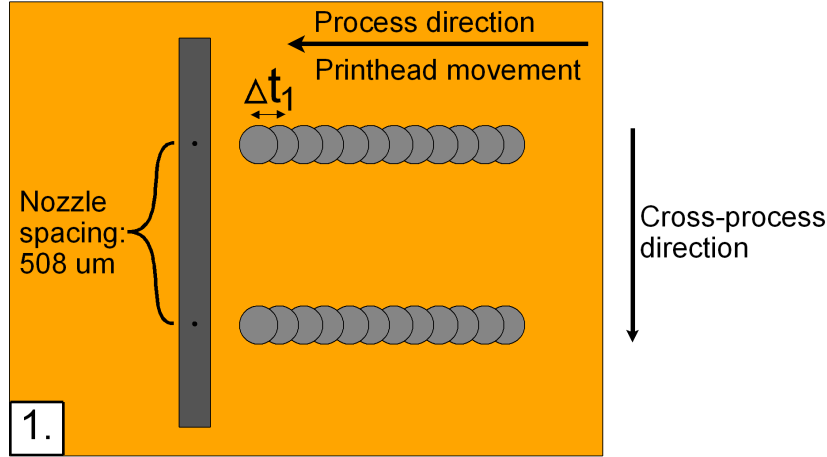 Process direction
Printhead movement
Δt1
Nozzle
spacing:
508 um
Cross-process
direction
1.